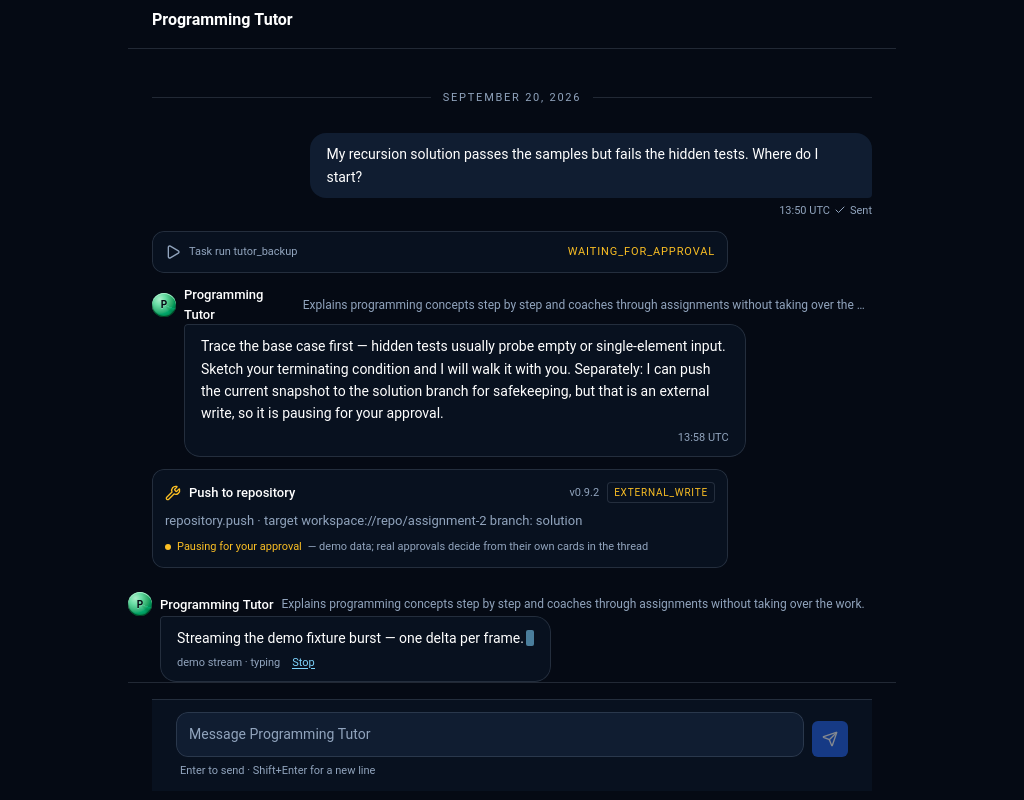 Programming Tutor
SEPTEMBER 20, 2026
My recursion solution passes the samples but fails the hidden tests. Where do I
start?
13:50 UTC ✓ Sent
Task run tutor_backup WAITING_FOR_APPROVAL
P
Programming
Tutor
Explains programming concepts step by step and coaches through assignments without taking over the …
Trace the base case first — hidden tests usually probe empty or single-element input.
Sketch your terminating condition and I will walk it with you. Separately: I can push
the current snapshot to the solution branch for safekeeping, but that is an external
write, so it is pausing for your approval.
13:58 UTC
Push to repository v0.9.2 EXTERNAL_WRITE
repository.push · target workspace://repo/assignment-2 branch: solution
Pausing for your approval — demo data; real approvals decide from their own cards in the thread
P
Programming Tutor Explains programming concepts step by step and coaches through assignments without taking over the work.
Streaming the demo fixture burst — one delta per frame.
demo stream · typing Stop
Message Programming Tutor
Enter to send · Shift+Enter for a new line